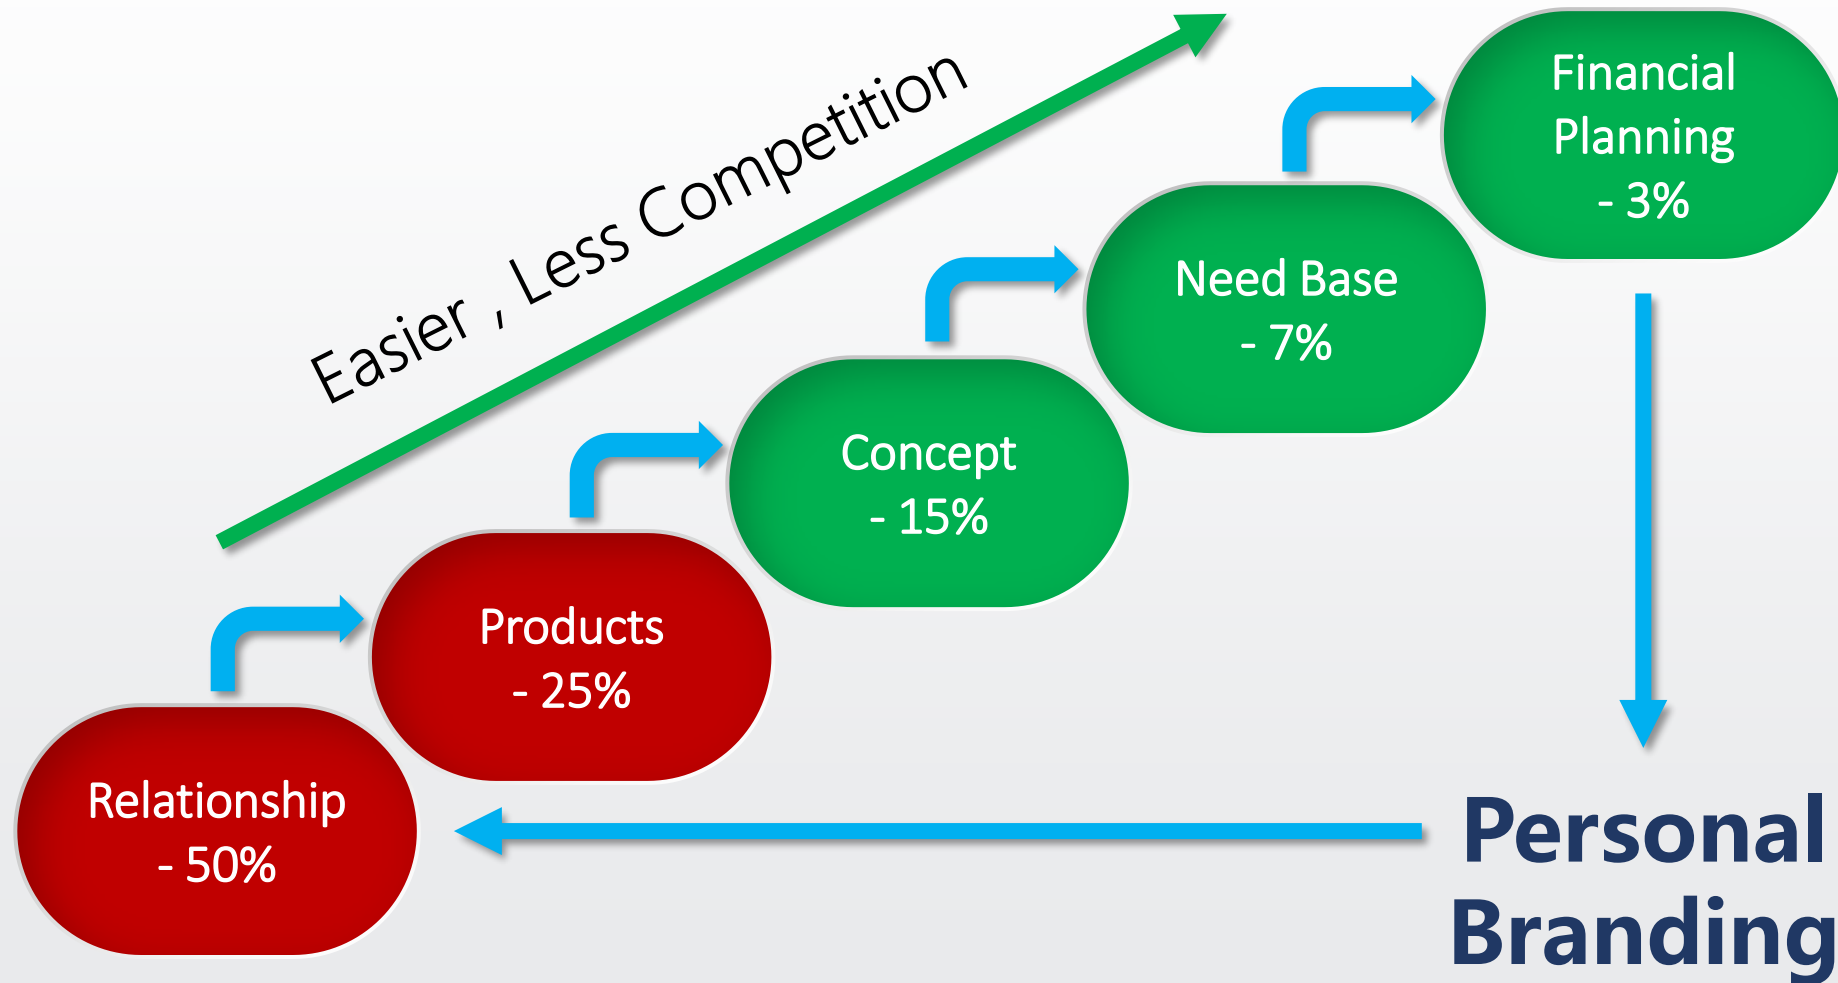 Easier , Less Competition
Financial
Planning
- 3%
Need Base
- 7%
Concept
- 15%
Products
- 25%
Relationship
- 50%
Personal
Branding